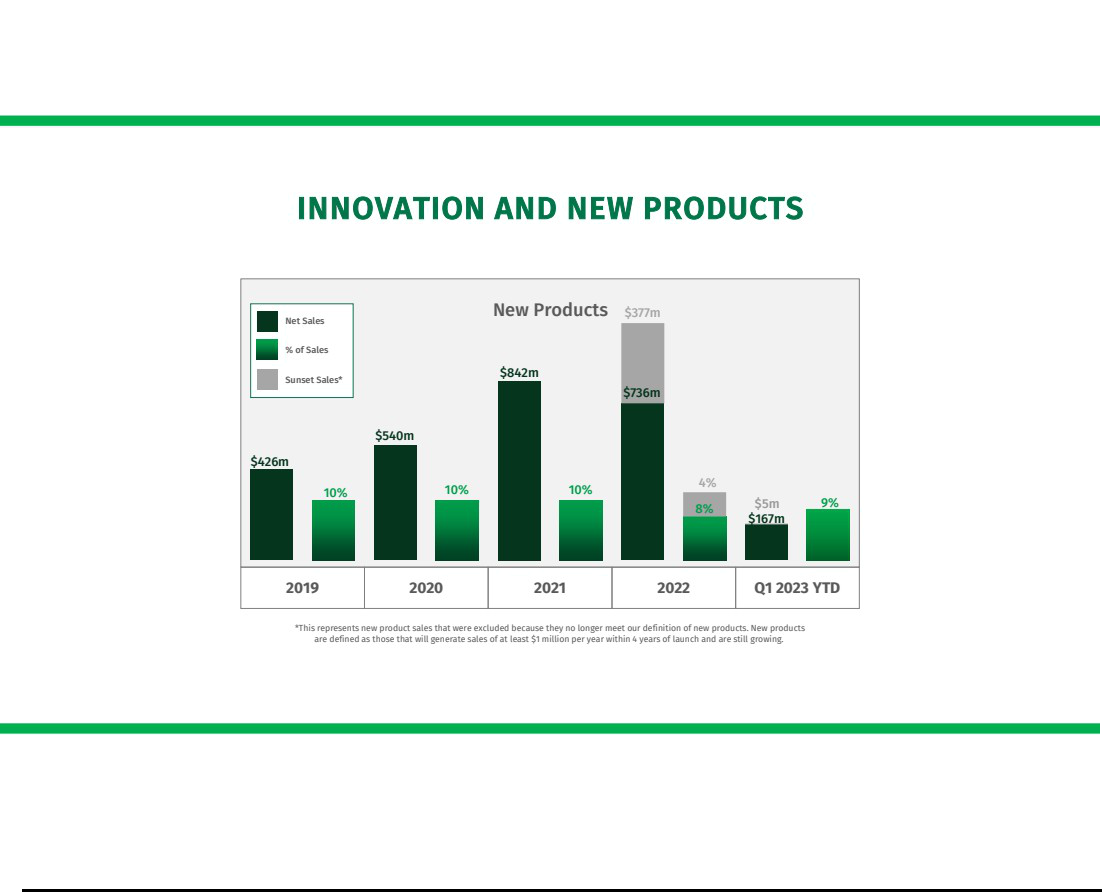 INNOVATION AND NEW PRODUCTS
New Products
Net Sales
% of Sales
Sunset Sales*
$426m
10%
$540m
10%
$842m
10%
$377m
$736m
4%
8%
$5m
$167m
9%
2019
2020
2021
2022
Q1 2023 YTD
*This represents new product sales that were excluded because they no longer meet our definition of new products. New products
are defined as those that will generate sales of at least $1 million per year within 4 years of launch and are still growing.